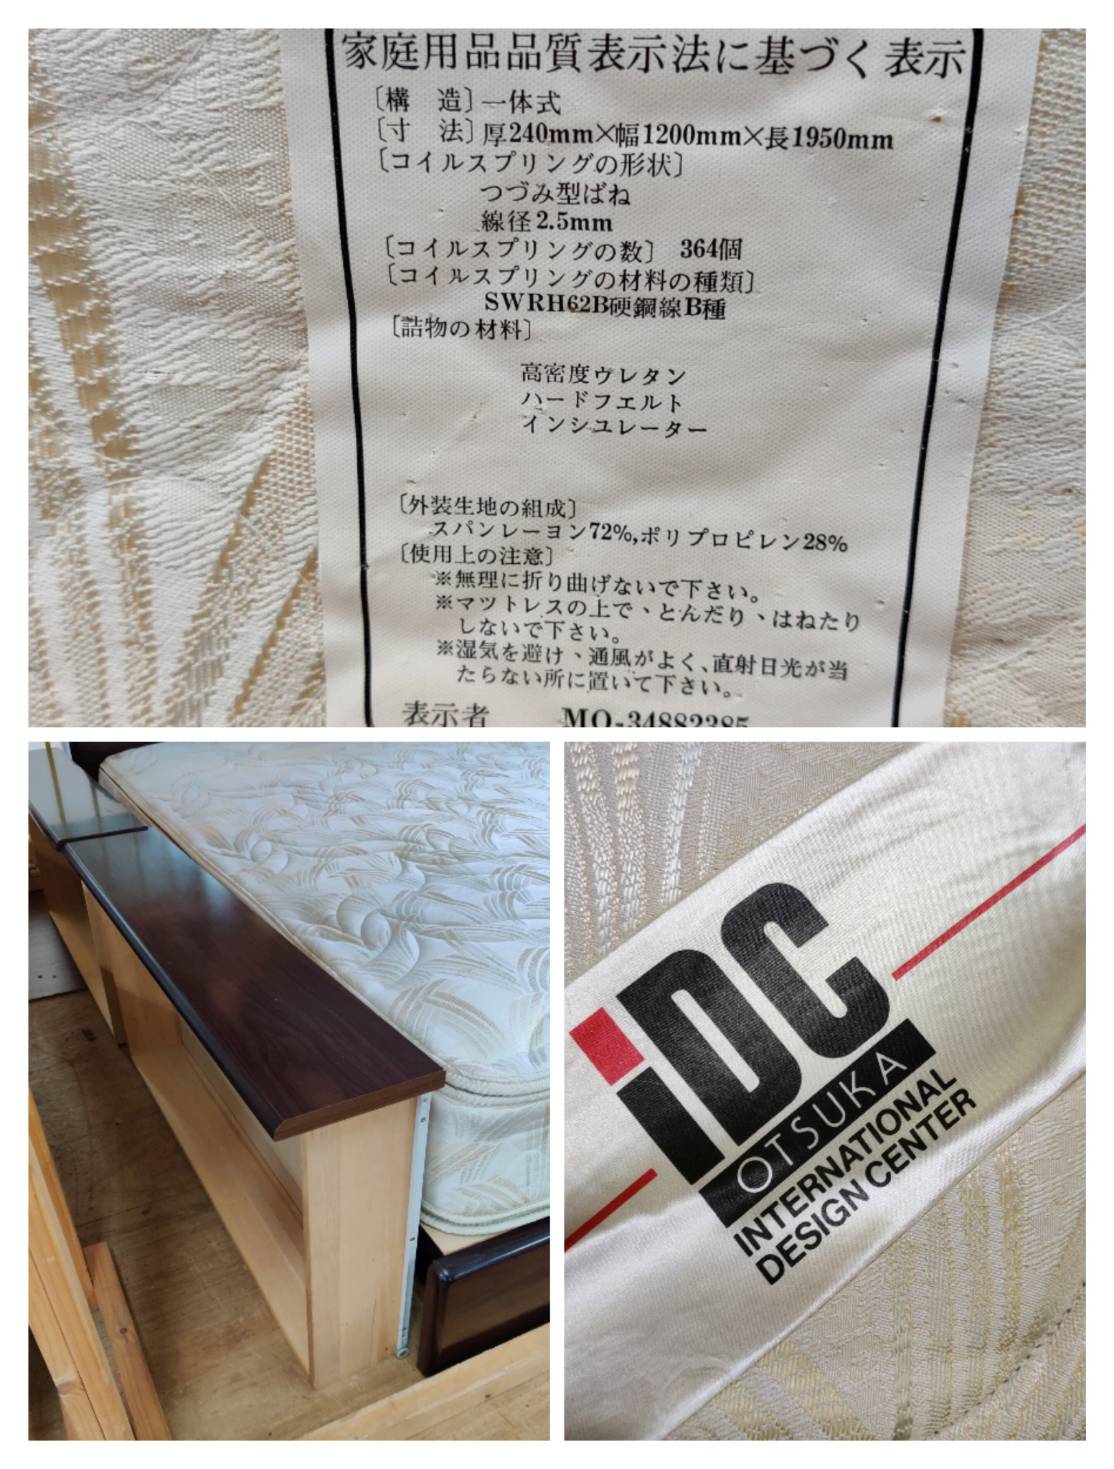 家庭用品品質表示法に基づく表示
〔構　造〕一体式
〔寸　法〕厚240mm×幅1200mm×長1950mm
〔コイルスプリングの形状〕
つづみ型ばね
線径2.5mm
〔コイルスプリングの数〕 364個
〔コイルスプリングの材料の種類〕
SWRH62B硬鋼線B種
〔詰物の材料〕
高密度ウレタン
ハードフエルト
インシユレーター
〔外装生地の組成〕
スパンレーヨン72%,ポリプロピレン28%
〔使用上の注意〕
※無理に折り曲げないで下さい。
※マツトレスの上で、とんだり、はねたり
しないで下さい。
※湿気を避け、通風がよく、直射日光が当
たらない所に置いて下さい。
表示者 MO-34882285
iDC
OTSUKA
INTERNATIONAL
DESIGN CENTER